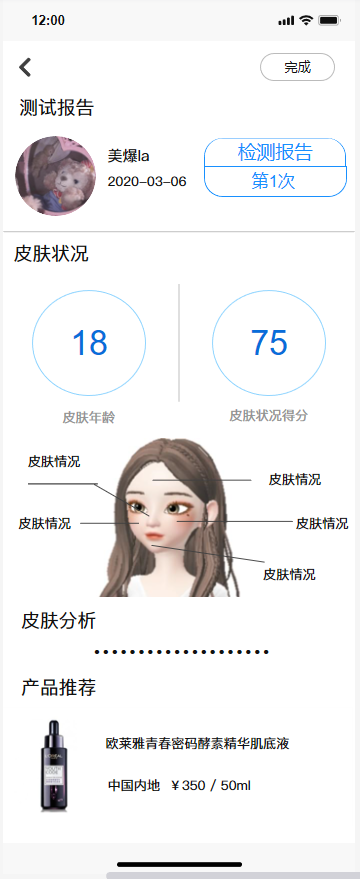 12:00
完成
测试报告
美爆la
2020-03-06
检测报告
第1次
皮肤状况
18
75
皮肤年龄
皮肤状况得分
皮肤情况
皮肤情况
皮肤情况
皮肤情况
皮肤情况
皮肤分析
····················
产品推荐
欧莱雅青春密码酵素精华肌底液
中国内地 ￥350 / 50ml